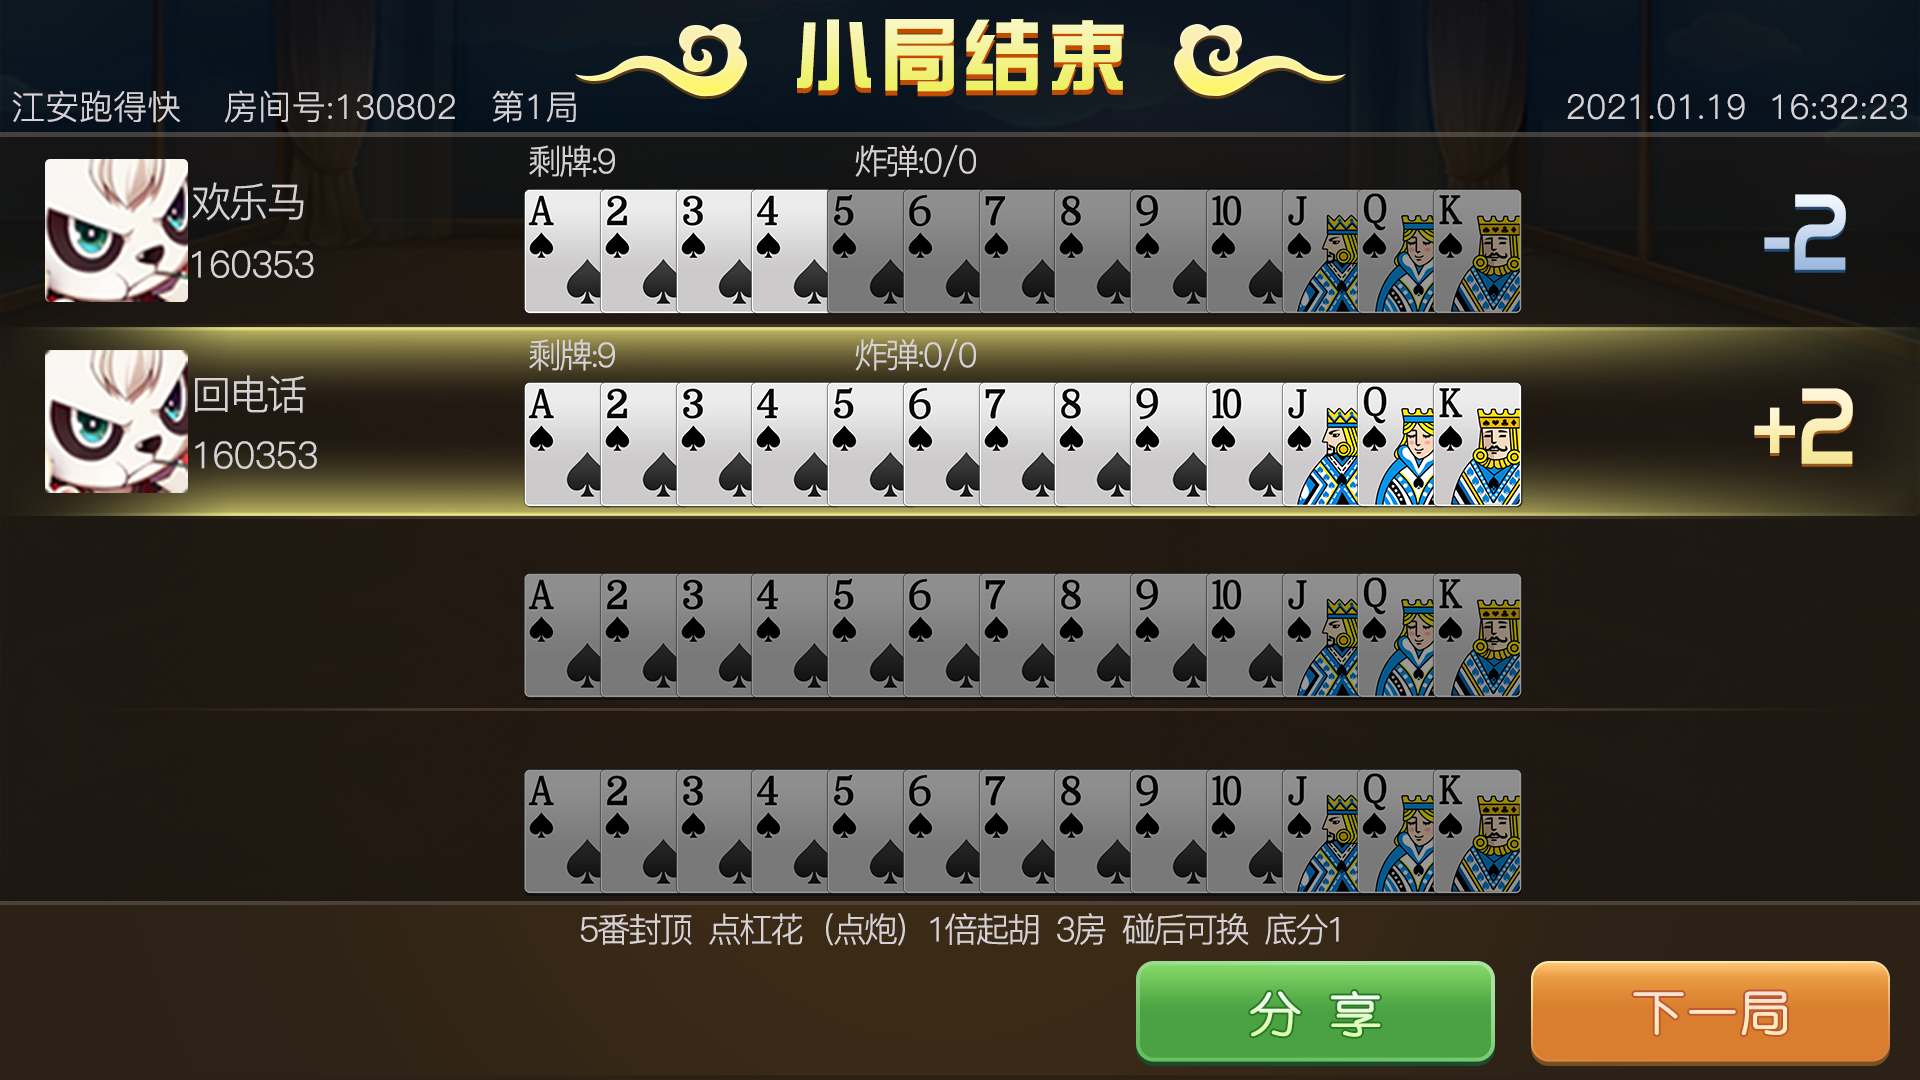 小局结束
江安跑得快 房间号:130802 第1局 2021.01.19 16:32:23
剩牌:9 炸弹:0/0
欢乐马
160353
A 2 3 4 5 6 7 8 9 10 J Q K
-2
剩牌:9 炸弹:0/0
回电话
160353
A 2 3 4 5 6 7 8 9 10 J Q K
+2
A 2 3 4 5 6 7 8 9 10 J Q K
A 2 3 4 5 6 7 8 9 10 J Q K
5番封顶 点杠花（点炮）1倍起胡 3房 碰后可换 底分1
分享 下一局